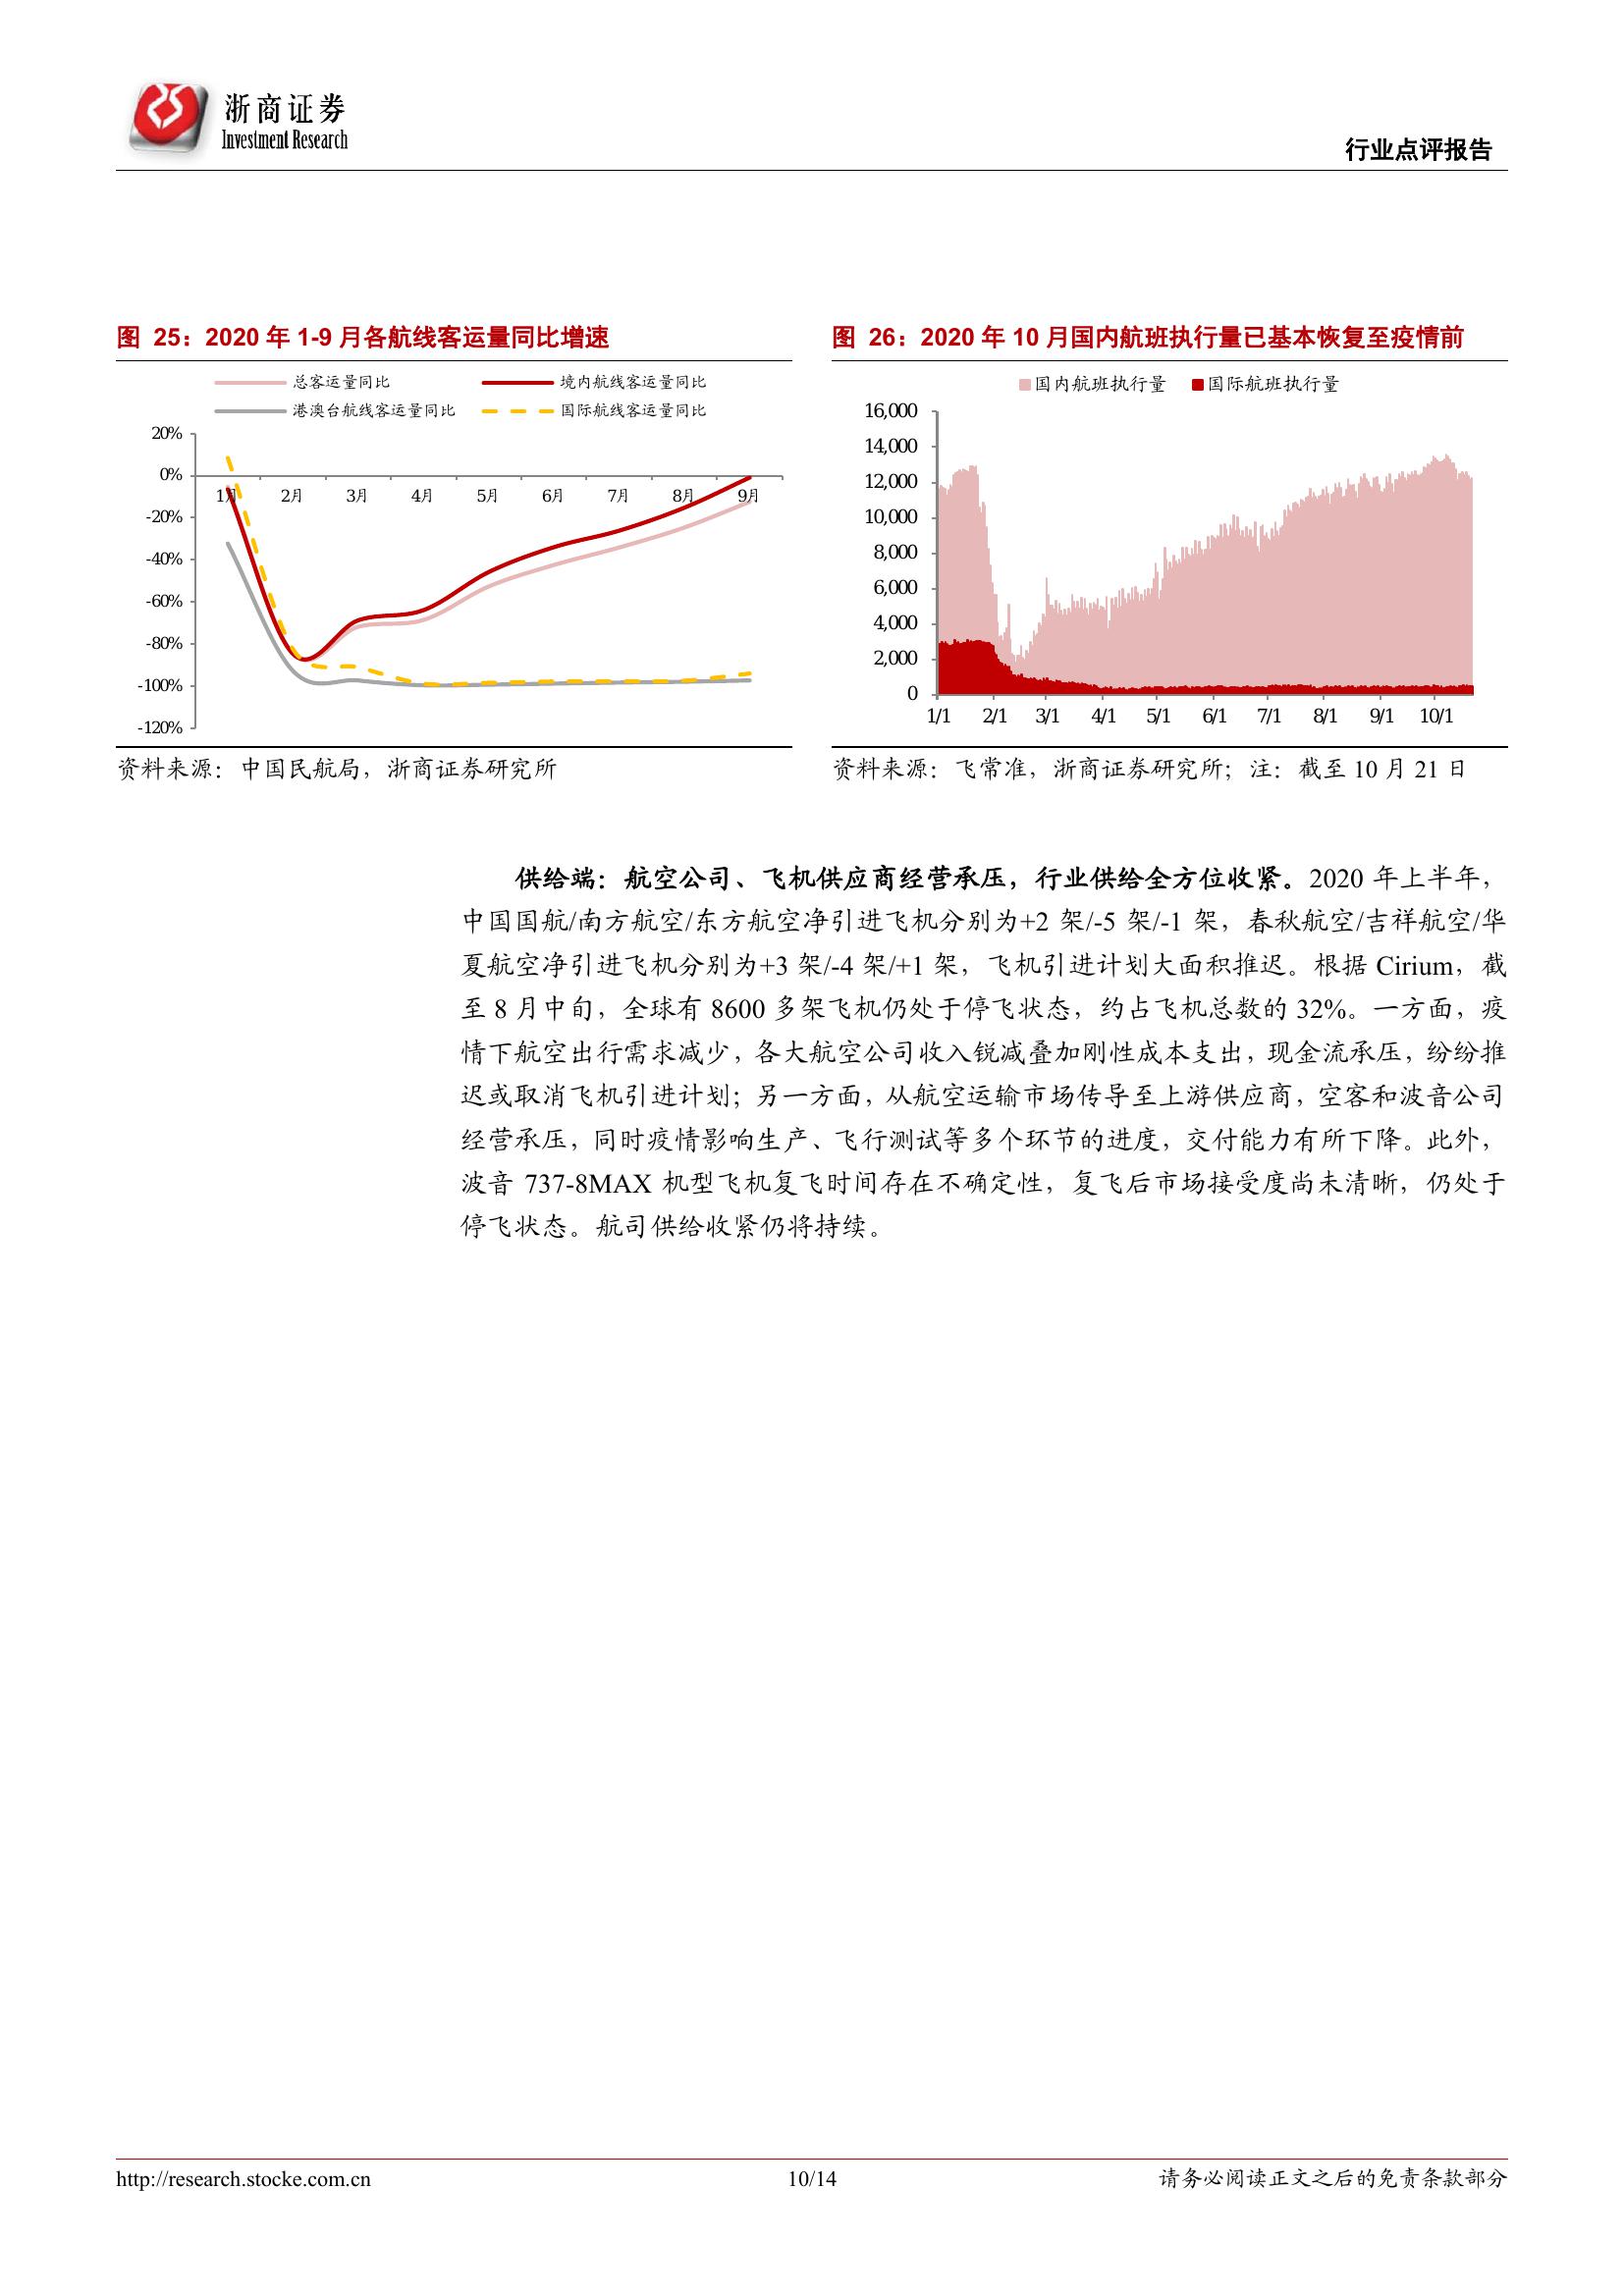 浙商证券
Investment Research
行业点评报告
图 25：2020 年 1-9 月各航线客运量同比增速
总客运量同比
境内航线客运量同比
港澳台航线客运量同比
国际航线客运量同比
20%
0%
-20%
-40%
-60%
-80%
-100%
-120%
1月 2月 3月 4月 5月 6月 7月 8月 9月
资料来源：中国民航局，浙商证券研究所
图 26：2020 年 10 月国内航班执行量已基本恢复至疫情前
国内航班执行量 国际航班执行量
16,000
14,000
12,000
10,000
8,000
6,000
4,000
2,000
0
1/1 2/1 3/1 4/1 5/1 6/1 7/1 8/1 9/1 10/1
资料来源：飞常准，浙商证券研究所；注：截至 10 月 21 日
供给端：航空公司、飞机供应商经营承压，行业供给全方位收紧。2020 年上半年，
中国国航/南方航空/东方航空净引进飞机分别为+2 架/-5 架/-1 架，春秋航空/吉祥航空/华
夏航空净引进飞机分别为+3 架/-4 架/+1 架，飞机引进计划大面积推迟。根据 Cirium，截
至 8 月中旬，全球有 8600 多架飞机仍处于停飞状态，约占飞机总数的 32%。一方面，疫
情下航空出行需求减少，各大航空公司收入锐减叠加刚性成本支出，现金流承压，纷纷推
迟或取消飞机引进计划；另一方面，从航空运输市场传导至上游供应商，空客和波音公司
经营承压，同时疫情影响生产、飞行测试等多个环节的进度，交付能力有所下降。此外，
波音 737-8MAX 机型飞机复飞时间存在不确定性，复飞后市场接受度尚未清晰，仍处于
停飞状态。航司供给收紧仍将持续。
http://research.stocke.com.cn
10/14
请务必阅读正文之后的免责条款部分